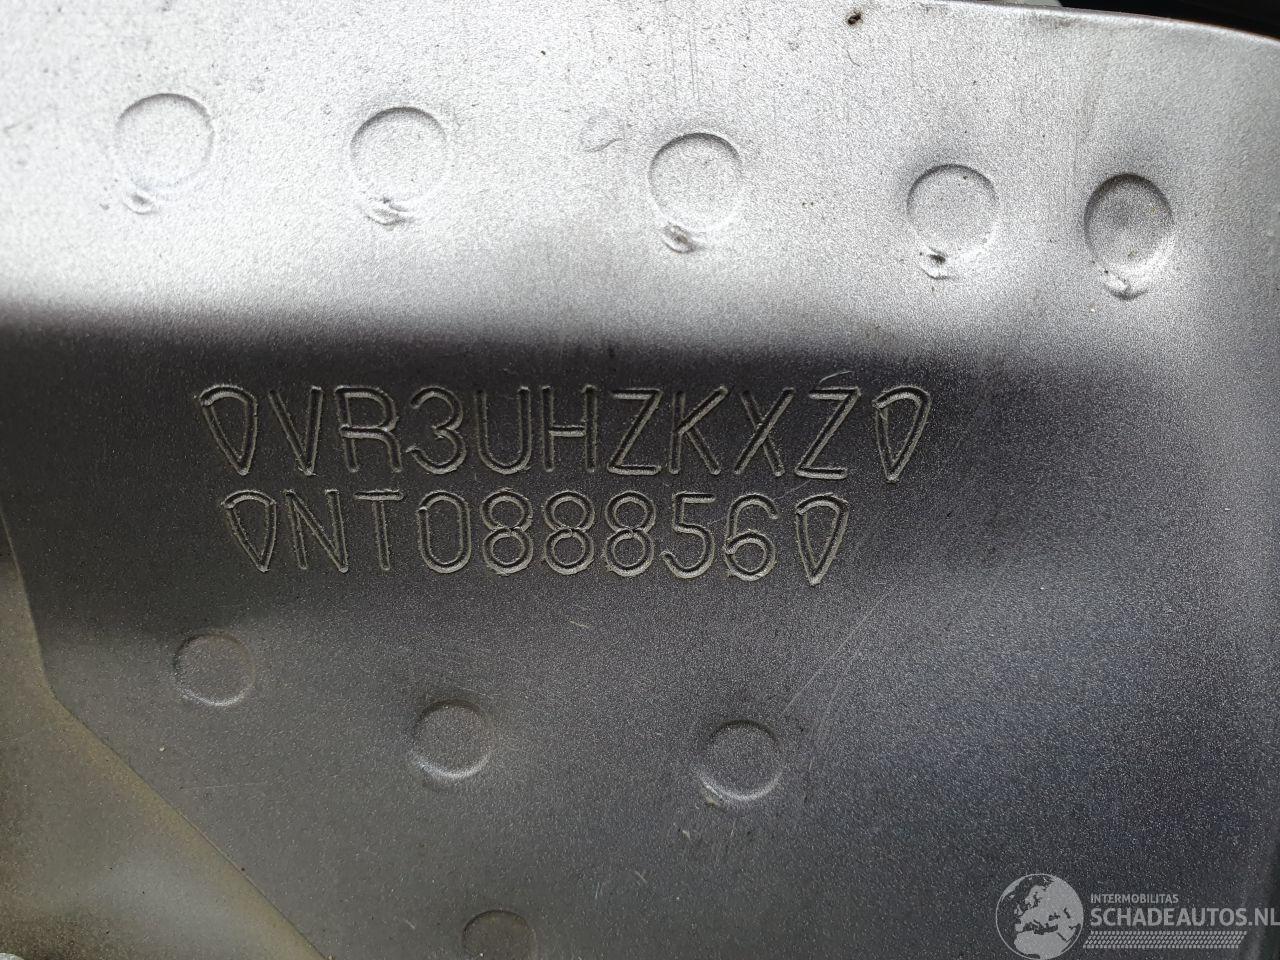 VR3UHZKXZ
NT088856
INTERMOBILITAS
SCHADEAUTOS.NL